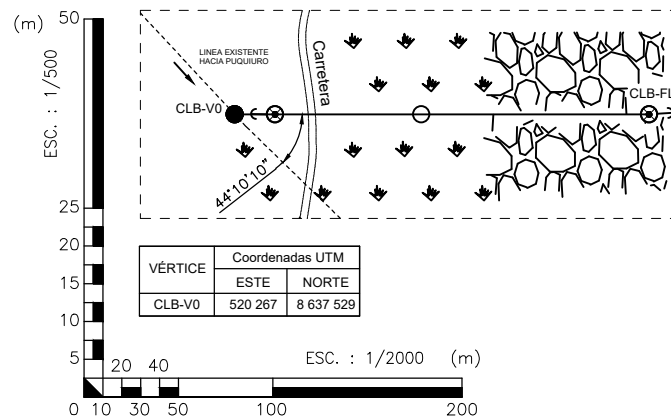 (m)
50
ESC. : 1/500
25
20
15
10
5
LINEA EXISTENTE
HACIA PUQUIURO
CLB-V0
Carretera
CLB-FL
44°10'10"
VÉRTICE
Coordenadas UTM
ESTE NORTE
CLB-V0 520 267 8 637 529
ESC. : 1/2000 (m)
20 40
0 10 30 50 100 200